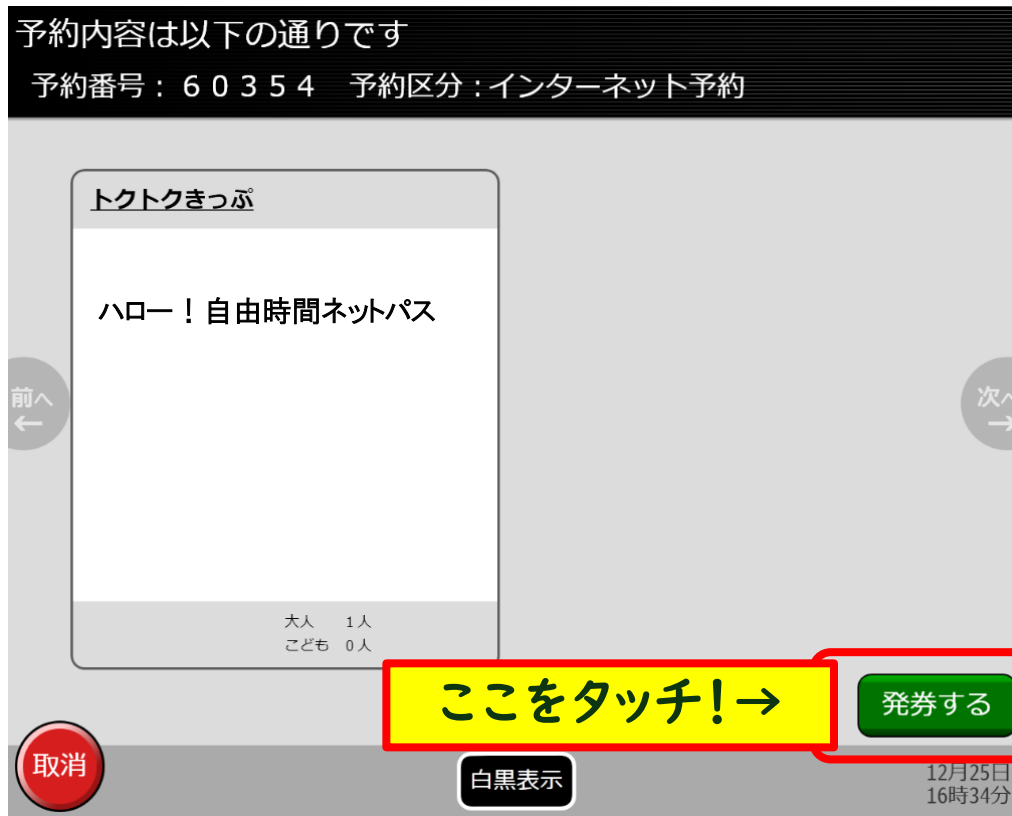 予約内容は以下の通りです
予約番号：６０３５４　予約区分：インターネット予約
トクトクきっぷ
ハロー！自由時間ネットパス
前へ
←
次へ
→
大人　1人
こども　0人
ここをタッチ！→
発券する
取消
白黒表示
12月25日
16時34分